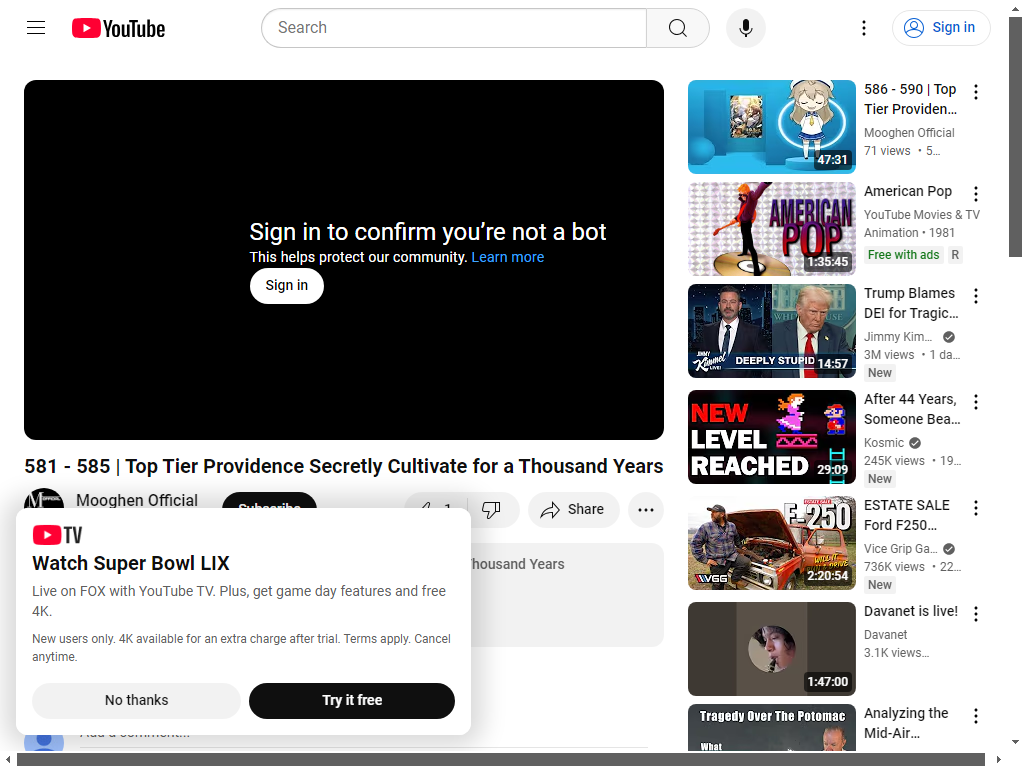 YouTube
Search
Sign in
Sign in to confirm you're not a bot
This helps protect our community. Learn more
Sign in
581 - 585 | Top Tier Providence Secretly Cultivate for a Thousand Years
Mooghen Official
Subscribe
1
Share
housand Years
TV
Watch Super Bowl LIX
Live on FOX with YouTube TV. Plus, get game day features and free
4K.
New users only. 4K available for an extra charge after trial. Terms apply. Cancel
anytime.
No thanks
Try it free
Add a comment...
47:31
586 - 590 | Top
Tier Providen...
Mooghen Official
71 views • 5...
AMERICAN
POP
1:35:45
American Pop
YouTube Movies & TV
Animation • 1981
Free with ads
R
JIMMY
Kimmel
LIVE!
DEEPLY STUPID
14:57
Trump Blames
DEI for Tragic...
Jimmy Kim...
3M views • 1 da...
New
NEW
LEVEL
REACHED
29:09
After 44 Years,
Someone Bea...
Kosmic
245K views • 19...
New
ESTATE SALE
E-250
VGG
2:20:54
ESTATE SALE
Ford F250...
Vice Grip Ga...
736K views • 22...
New
1:47:00
Davanet is live!
Davanet
3.1K views...
Tragedy Over The Potomac
What
Analyzing the
Mid-Air...